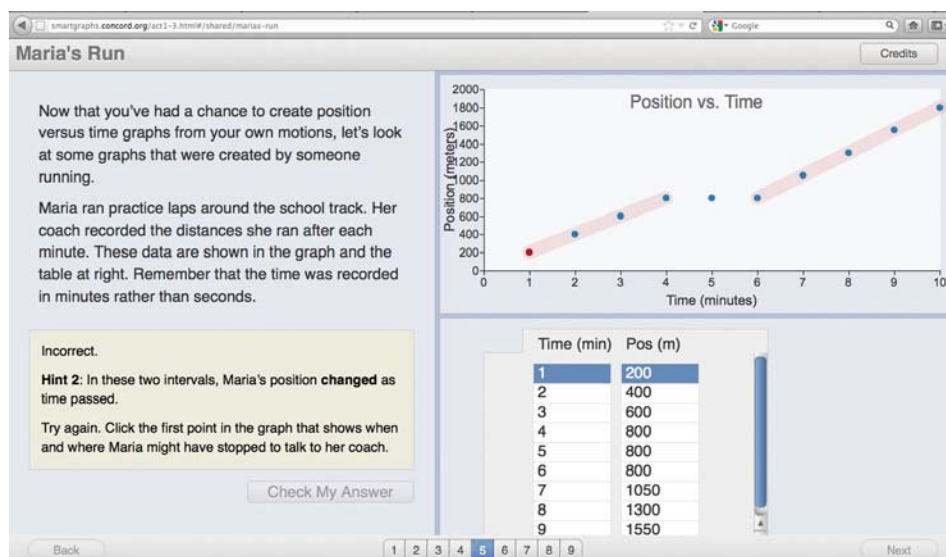 smartgraphs.concord.org/act1-3.html#/shared/marias-run
Google
Maria's Run
Credits
Now that you've had a chance to create position
versus time graphs from your own motions, let's look
at some graphs that were created by someone
running.
Maria ran practice laps around the school track. Her
coach recorded the distances she ran after each
minute. These data are shown in the graph and the
table at right. Remember that the time was recorded
in minutes rather than seconds.
Incorrect.
Hint 2: In these two intervals, Maria's position changed as
time passed.
Try again. Click the first point in the graph that shows when
and where Maria might have stopped to talk to her coach.
Check My Answer
Position vs. Time
Position (meters)
2000
1800
1600
1400
1200
1000
800
600
400
200
0
0 1 2 3 4 5 6 7 8 9 10
Time (minutes)
Time (min) Pos (m)
1 200
2 400
3 600
4 800
5 800
6 800
7 1050
8 1300
9 1550
Back
1 2 3 4 5 6 7 8 9
Next